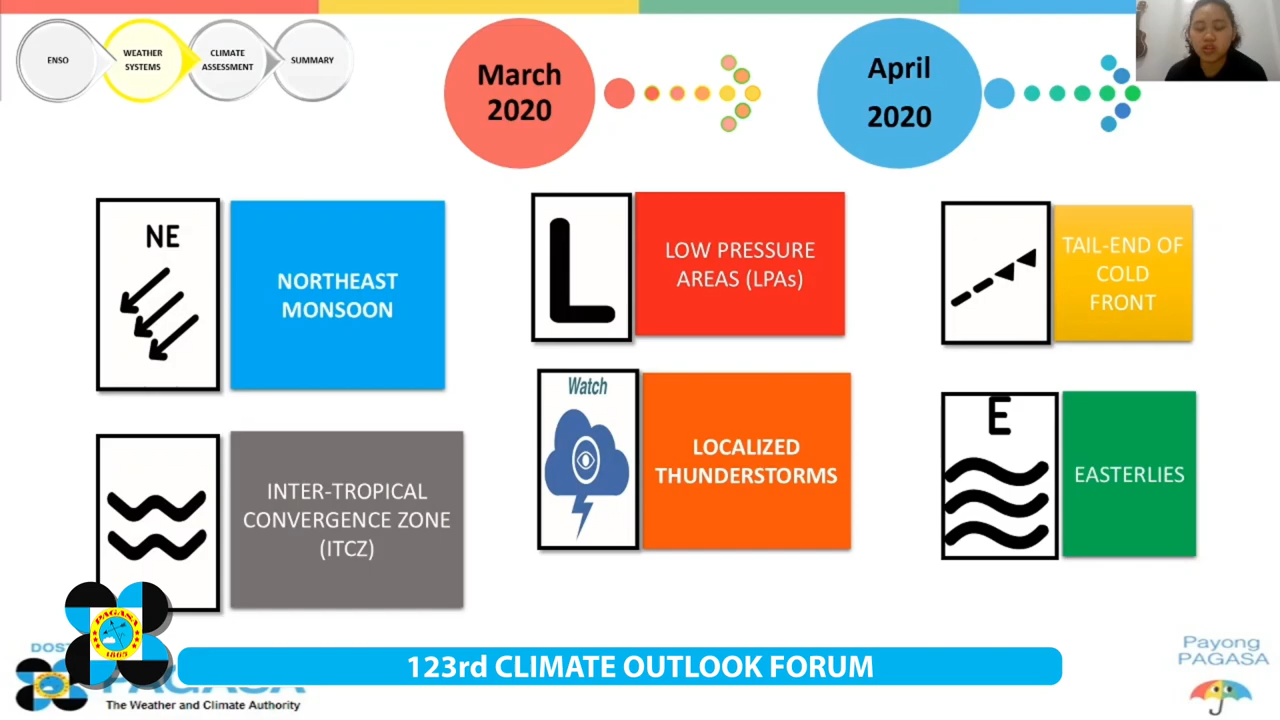 ENSO
WEATHER
SYSTEMS
CLIMATE
ASSESSMENT
SUMMARY
March
2020
April
2020
NE
NORTHEAST
MONSOON
L
LOW PRESSURE
AREAS (LPAs)
TAIL-END OF
COLD
FRONT
INTER-TROPICAL
CONVERGENCE ZONE
(ITCZ)
Watch
LOCALIZED
THUNDERSTORMS
E
EASTERLIES
PAGASA
1865
DOST
PAGASA
The Weather and Climate Authority
123rd CLIMATE OUTLOOK FORUM
Payong
PAGASA